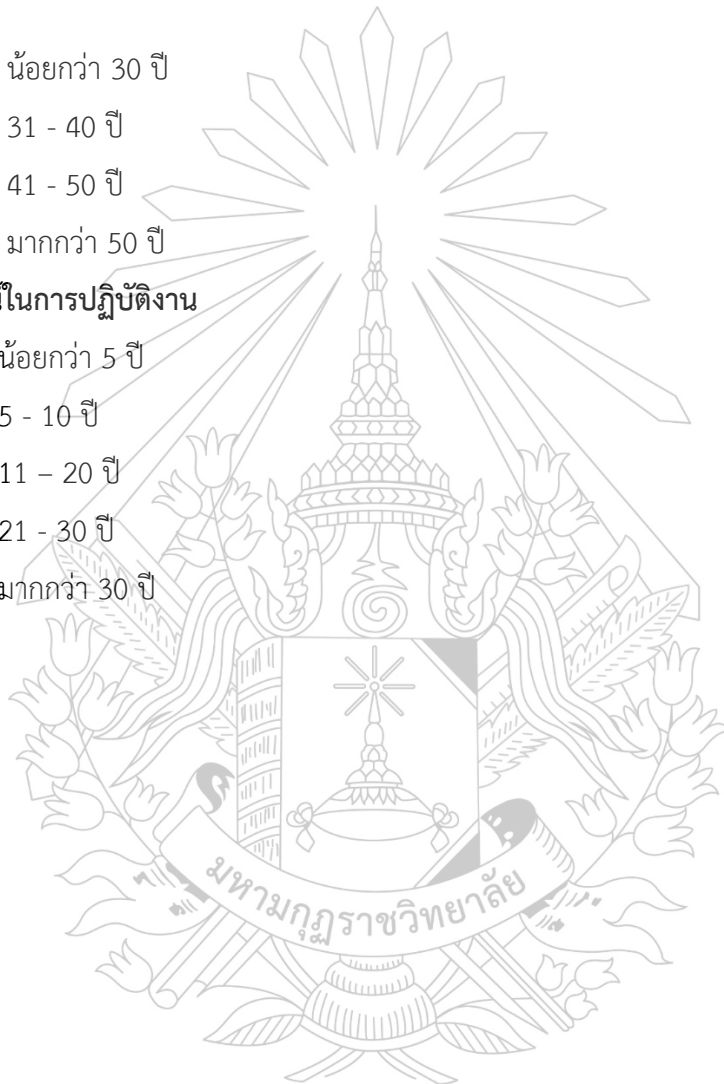 น้อยกว่า 30 ปี
31 - 40 ปี
41 - 50 ปี
มากกว่า 50 ปี
ในการปฏิบัติงาน
น้อยกว่า 5 ปี
5 - 10 ปี
11 – 20 ปี
21 - 30 ปี
มากกว่า 30 ปี
มหามกุฏราชวิทยาลัย